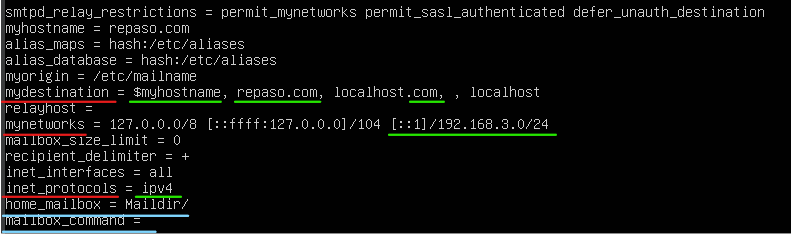 smtpd_relay_restrictions = permit_mynetworks permit_sasl_authenticated defer_unauth_destination
myhostname = repaso.com
alias_maps = hash:/etc/aliases
alias_database = hash:/etc/aliases
myorigin = /etc/mailname
mydestination = $myhostname, repaso.com, localhost.com, , localhost
relayhost =
mynetworks = 127.0.0.0/8 [::ffff:127.0.0.0]/104 [::1]/192.168.3.0/24
mailbox_size_limit = 0
recipient_delimiter = +
inet_interfaces = all
inet_protocols = ipv4
home_mailbox = Maildir/
mailbox_command =